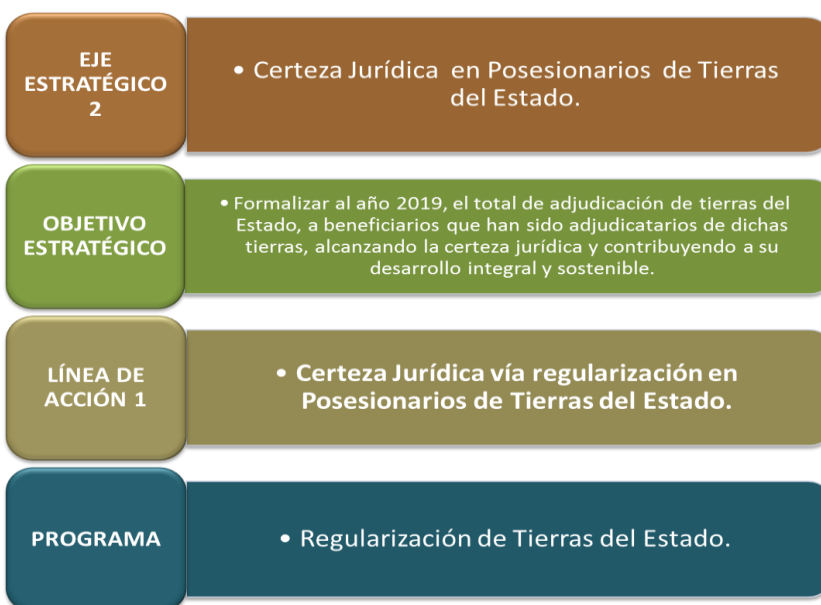 EJE
ESTRATÉGICO
2
• Certeza Jurídica en Posesionarios de Tierras
del Estado.
OBJETIVO
ESTRATÉGICO
• Formalizar al año 2019, el total de adjudicación de tierras del
Estado, a beneficiarios que han sido adjudicatarios de dichas
tierras, alcanzando la certeza jurídica y contribuyendo a su
desarrollo integral y sostenible.
LÍNEA DE
ACCIÓN 1
• Certeza Jurídica vía regularización en
Posesionarios de Tierras del Estado.
PROGRAMA
• Regularización de Tierras del Estado.